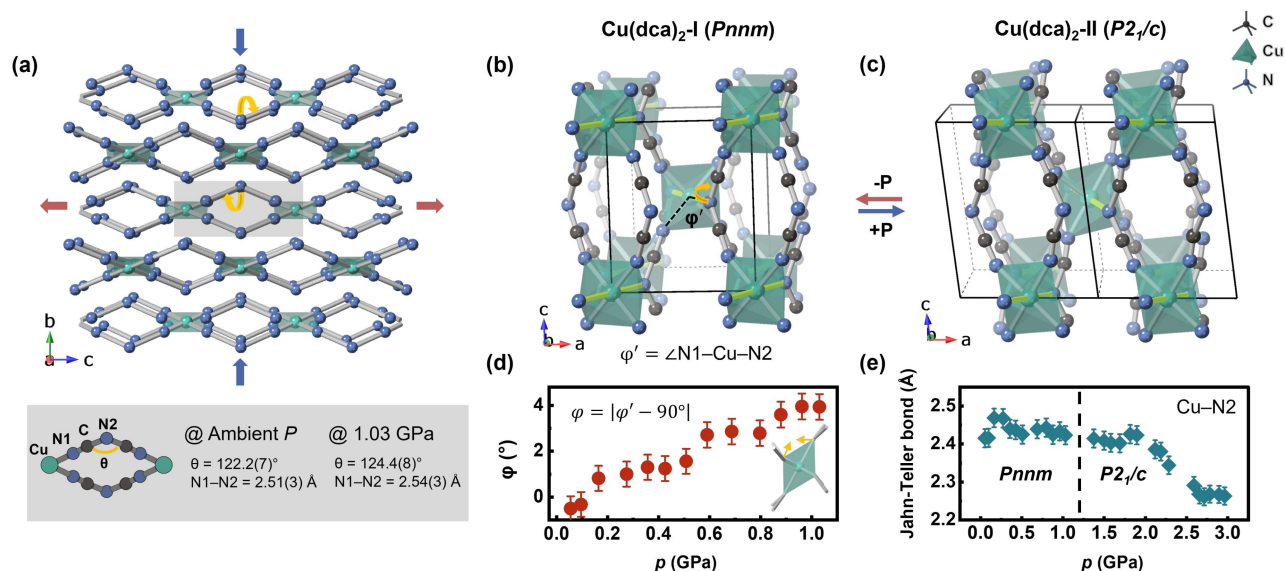 Cu(dca)2-I (Pnnm)
Cu(dca)2-II (P21/c)
C
Cu
N
(a)
(b)
(c)
φ'
-P
+P
b
a c
c
b a
c
b a
φ′ = ∠N1–Cu–N2
C N2
N1
Cu
θ
@ Ambient P
θ = 122.2(7)°
N1–N2 = 2.51(3) Å
@ 1.03 GPa
θ = 124.4(8)°
N1–N2 = 2.54(3) Å
(d)
φ = |φ′ − 90°|
φ (°)
4
2
0
0.0 0.2 0.4 0.6 0.8 1.0
p (GPa)
(e)
Cu–N2
Jahn-Teller bond (Å)
2.5
2.4
2.3
2.2
Pnnm
P21/c
0.0 0.5 1.0 1.5 2.0 2.5 3.0
p (GPa)